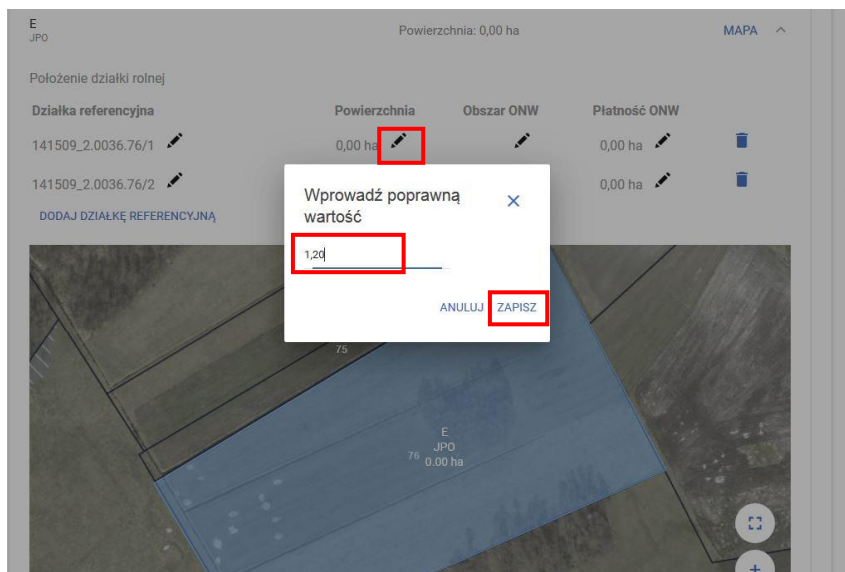 E
JPO
Powierzchnia: 0,00 ha
MAPA
Położenie działki rolnej
Działka referencyjna Powierzchnia Obszar ONW Płatność ONW
141509_2.0036.76/1 0,00 ha 0,00 ha
141509_2.0036.76/2 0,00 ha
DODAJ DZIAŁKĘ REFERENCYJNĄ
Wprowadź poprawną
wartość
1,20
ANULUJ ZAPISZ
75
E
JPO
76 0.00 ha